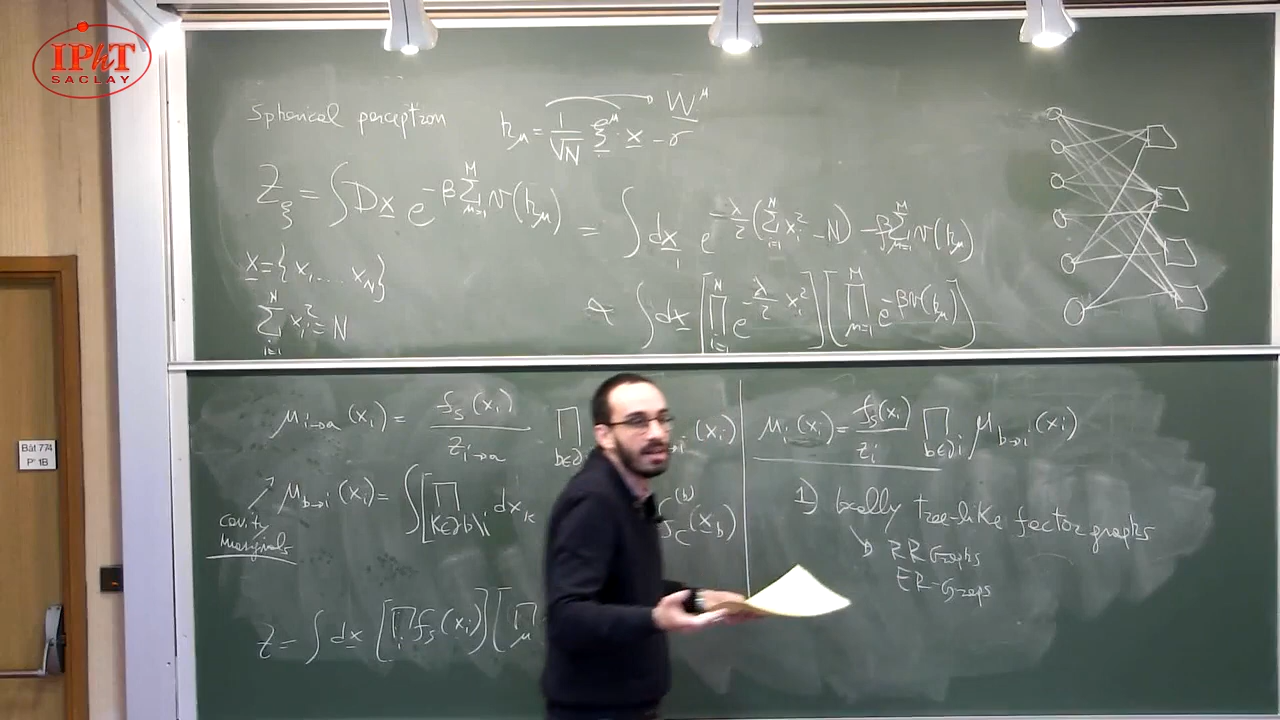 IPhT
SACLAY
Spherical perceptron
h_μ = 1/√N ξ^μ · x − σ → W^μ
Z_ξ = ∫ Dx e^{−β Σ_{μ=1}^M v(h_μ)} = ∫ dx e^{−λ/2 (Σ_{i=1}^N x_i² − N) − β Σ_{μ=1}^M v(h_μ)}
x = { x_1 .... x_N }
Σ_{i=1}^N x_i² = N
∝ ∫ dx [ ∏_{i=1}^N e^{−λ/2 x_i²} ] [ ∏_{μ=1}^M e^{−βv(h_μ)} ]
μ_{i→a}(x_i) = f_s(x_i) / z_{i→a} ∏_{b∈∂i (x_i)
μ_{b→i}(x_i) = ∫ [ ∏_{k∈∂b\i} dx_k f_c^{(b)}(x_b)
cavity
marginals
Z = ∫ dx [ ∏_i f_s(x_i) ] [ ∏_μ
μ_i(x_i) = f_s(x_i) / z_i ∏_{b∈∂i} μ_{b→i}(x_i)
1) locally tree-like factor graphs
↘ RR Graphs
ER-Graps
Bât 774
P° 1B